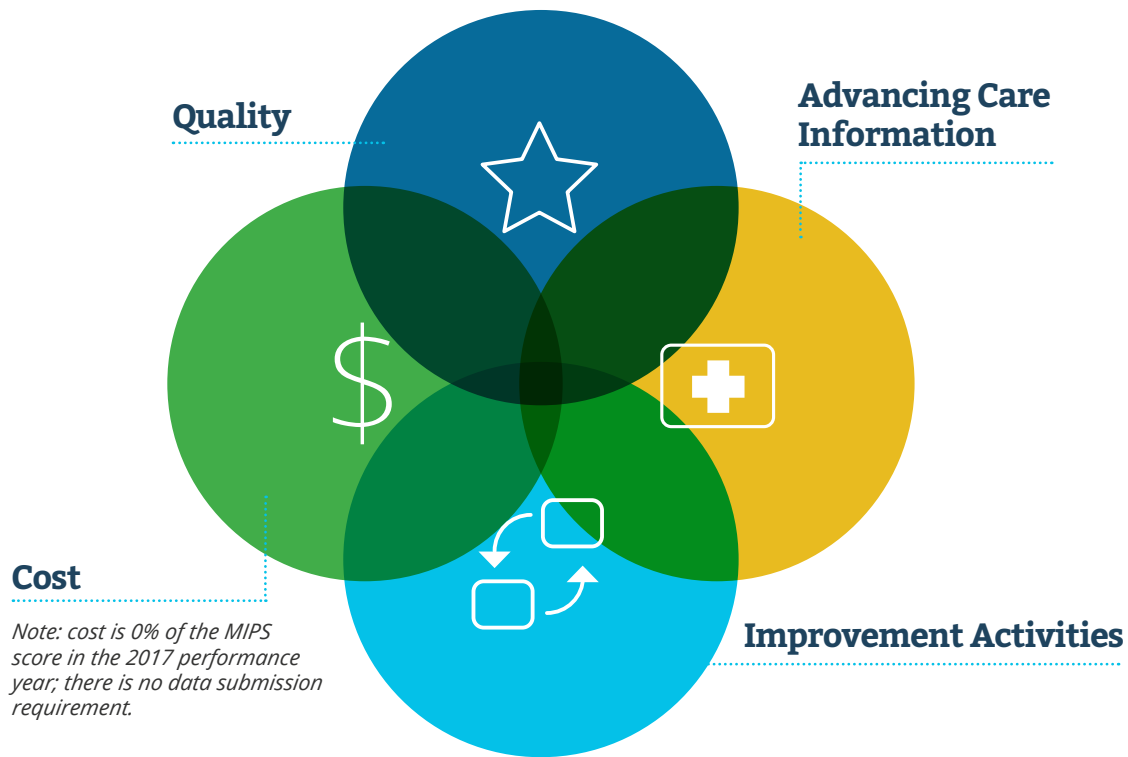 Quality
Advancing Care
Information
$
Cost
Note: cost is 0% of the MIPS
score in the 2017 performance
year; there is no data submission
requirement.
Improvement Activities